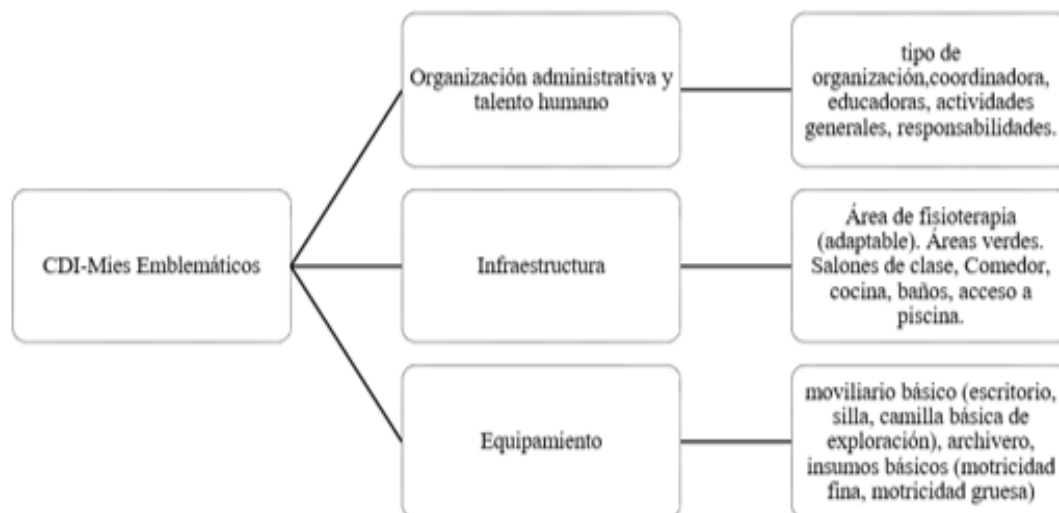 CDI-Mies Emblemáticos
Organización administrativa y
talento humano
tipo de
organización,coordinadora,
educadoras, actividades
generales, responsabilidades.
Infraestructura
Área de fisioterapia
(adaptable). Áreas verdes.
Salones de clase, Comedor,
cocina, baños, acceso a
piscina.
Equipamiento
moviliario básico (escritorio,
silla, camilla básica de
exploración), archivero,
insumos básicos (motricidad
fina, motricidad gruesa)